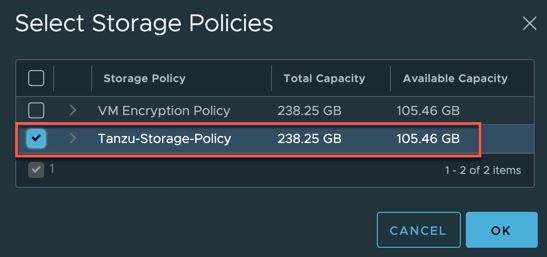 Select Storage Policies
Storage Policy Total Capacity Available Capacity
VM Encryption Policy 238.25 GB 105.46 GB
Tanzu-Storage-Policy 238.25 GB 105.46 GB
1 1 - 2 of 2 items
CANCEL OK